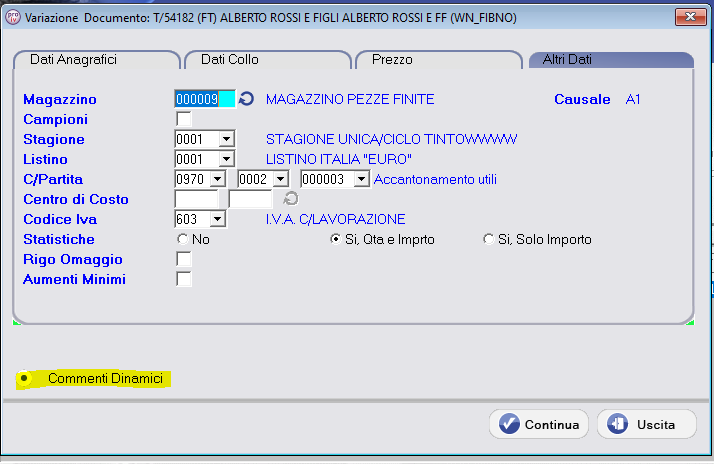 Variazione Documento: T/54182 (FT) ALBERTO ROSSI E FIGLI ALBERTO ROSSI E FF (WN_FIBNO)
Dati Anagrafici Dati Collo Prezzo Altri Dati
Magazzino 000009 MAGAZZINO PEZZE FINITE Causale A1
Campioni
Stagione 0001 STAGIONE UNICA/CICLO TINTOWWWW
Listino 0001 LISTINO ITALIA "EURO"
C/Partita 0970 0002 000003 Accantonamento utili
Centro di Costo
Codice Iva 603 I.V.A. C/LAVORAZIONE
Statistiche No Si, Qta e Imprto Si, Solo Importo
Rigo Omaggio
Aumenti Minimi
Commenti Dinamici
Continua Uscita